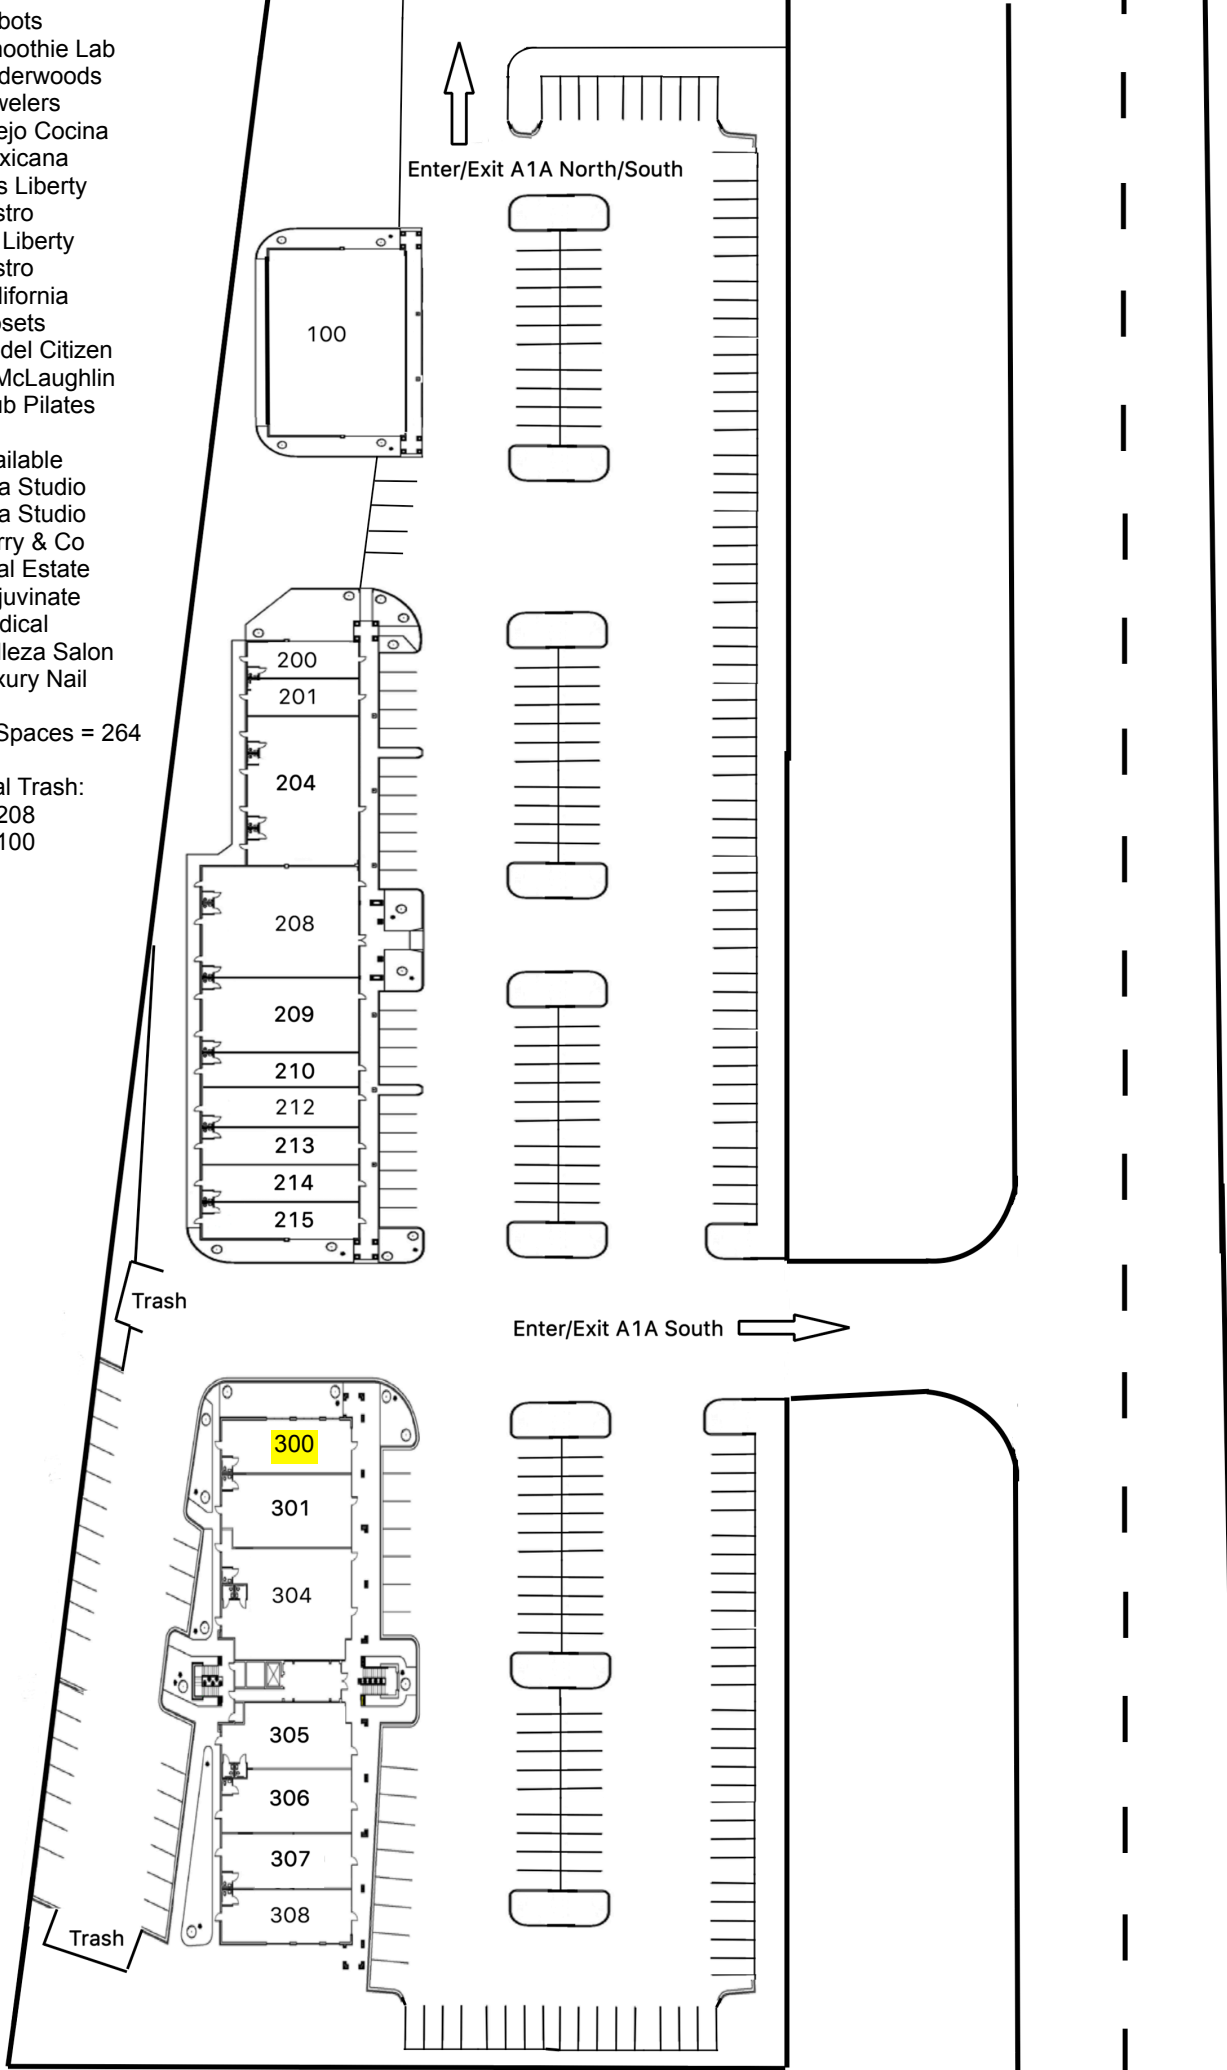 bots
noothie Lab
derwoods
welers
ejo Cocina
exicana
s Liberty
stro
Liberty
stro
lifornia
osets
del Citizen
McLaughlin
ub Pilates
ailable
a Studio
a Studio
rry & Co
al Estate
juvinate
dical
lleza Salon
xury Nail
Spaces = 264
al Trash:
208
100
Enter/Exit A1A North/South
100
200
201
204
208
209
210
212
213
214
215
Trash
Enter/Exit A1A South
300
301
304
305
306
307
308
Trash